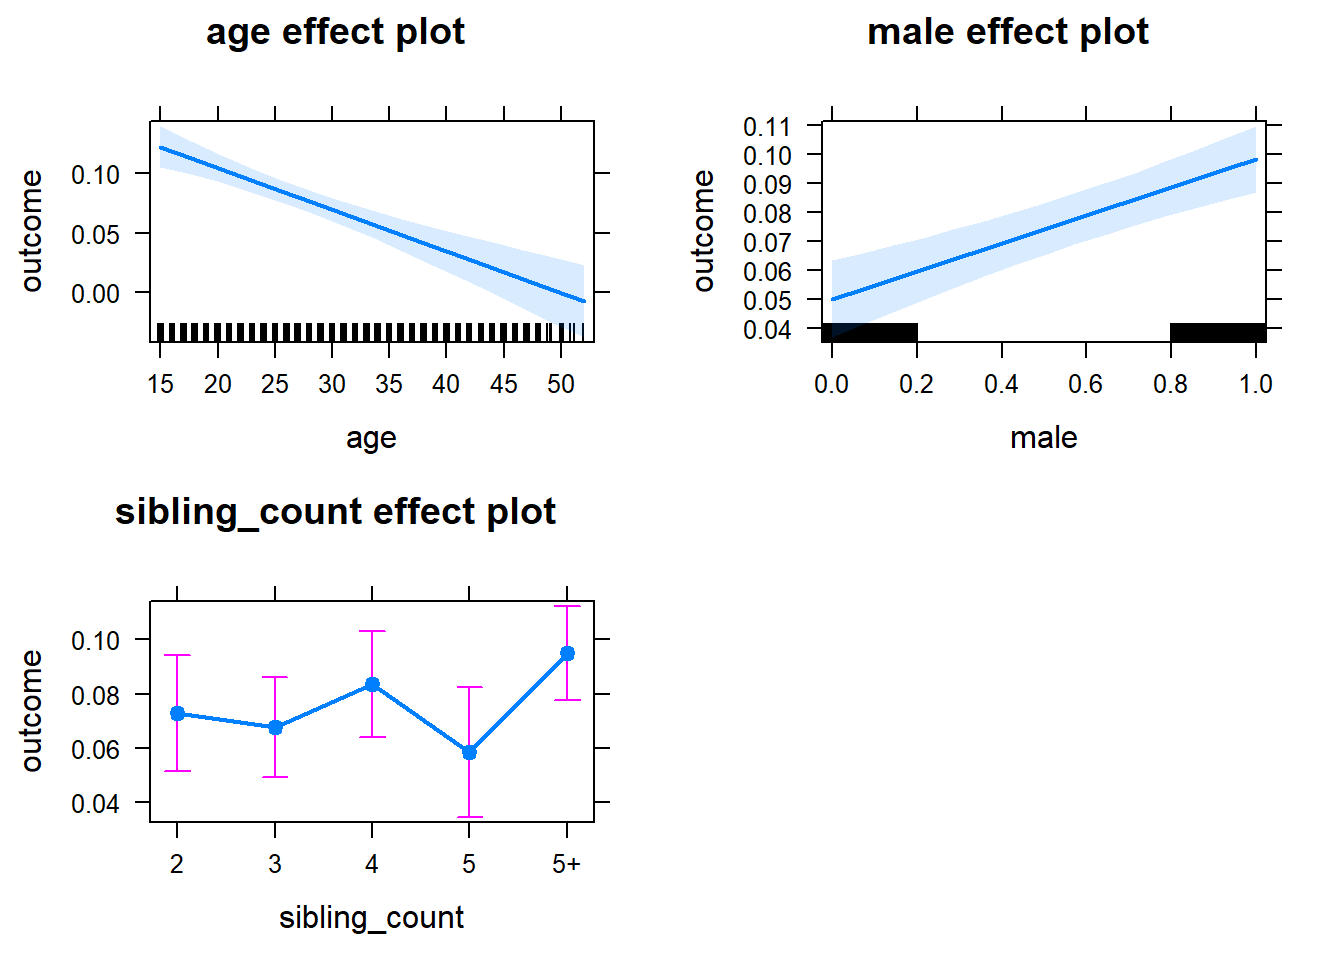 age effect plot
outcome
0.10
0.05
0.00
15 20 25 30 35 40 45 50
age
male effect plot
outcome
0.11
0.10
0.09
0.08
0.07
0.06
0.05
0.04
0.0 0.2 0.4 0.6 0.8 1.0
male
sibling_count effect plot
outcome
0.10
0.08
0.06
0.04
2 3 4 5 5+
sibling_count